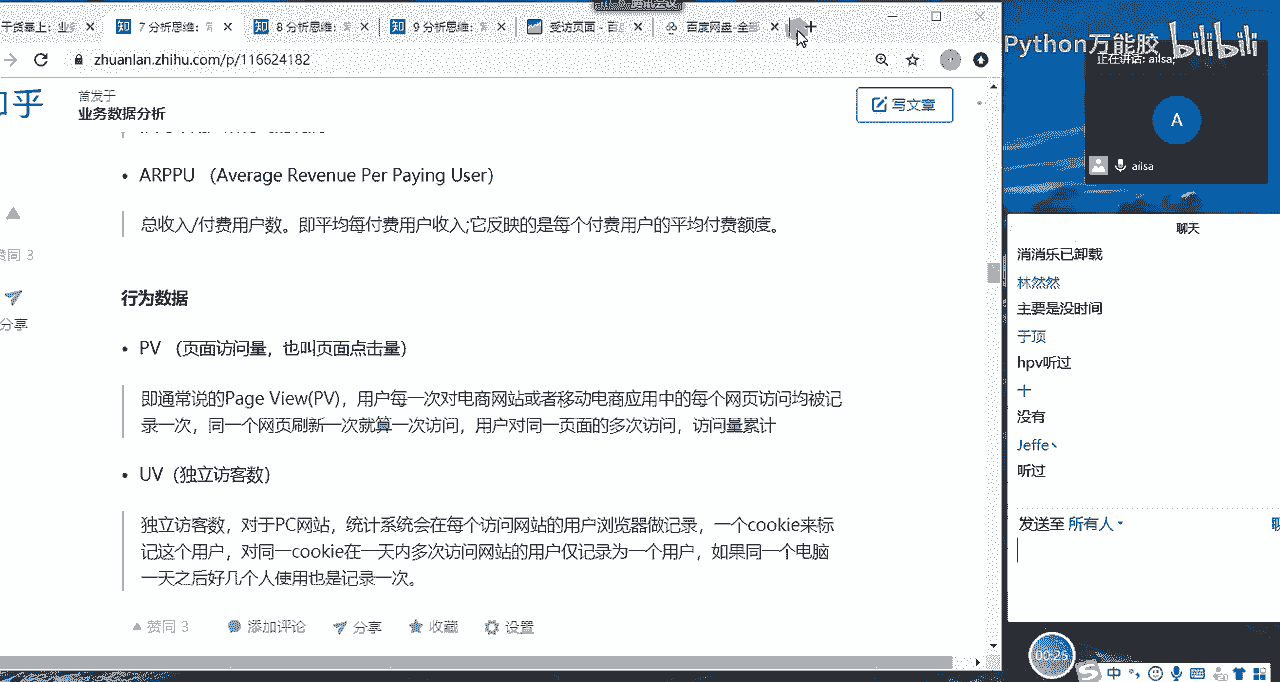 干货塞上：业务
7 分析思维：
8 分析思维：
9 分析思维：
受访页面 - 百度
百度网盘-全部
zhuanlan.zhihu.com/p/116624182
首发于
业务数据分析
写文章
• ARPPU （Average Revenue Per Paying User）
总收入/付费用户数。即平均每付费用户收入;它反映的是每个付费用户的平均付费额度。
行为数据
• PV （页面访问量，也叫页面点击量）
即通常说的Page View(PV)，用户每一次对电商网站或者移动电商应用中的每个网页访问均被记
录一次，同一个网页刷新一次就算一次访问，用户对同一页面的多次访问，访问量累计
• UV（独立访客数）
独立访客数，对于PC网站，统计系统会在每个访问网站的用户浏览器做记录，一个cookie来标
记这个用户，对同一cookie在一天内多次访问网站的用户仅记录为一个用户，如果同一个电脑
一天之后好几个人使用也是记录一次。
赞同 3
分享
赞同 3
添加评论
分享
收藏
设置
Python万能胶 bilibili
正在讲话: ailsa;
A
ailsa
聊天
消消乐已卸载
林然然
主要是没时间
于顶
hpv听过
十
没有
Jeffe丶
听过
发送至 所有人
00:25
中